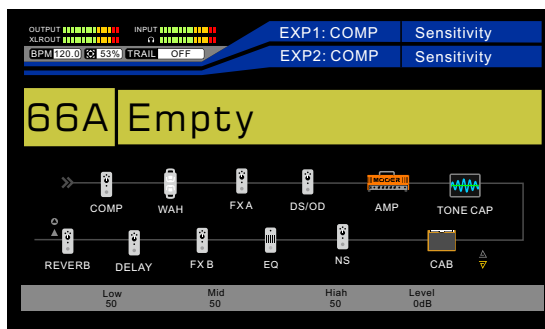 OUTPUT INPUT
XLROUT
BPM 120.0 53% TRAIL OFF
EXP1: COMP Sensitivity
EXP2: COMP Sensitivity
66A Empty
MOOER
COMP WAH FX A DS/OD AMP TONE CAP
REVERB DELAY FX B EQ NS CAB
Low Mid Hiah Level
50 50 50 0dB